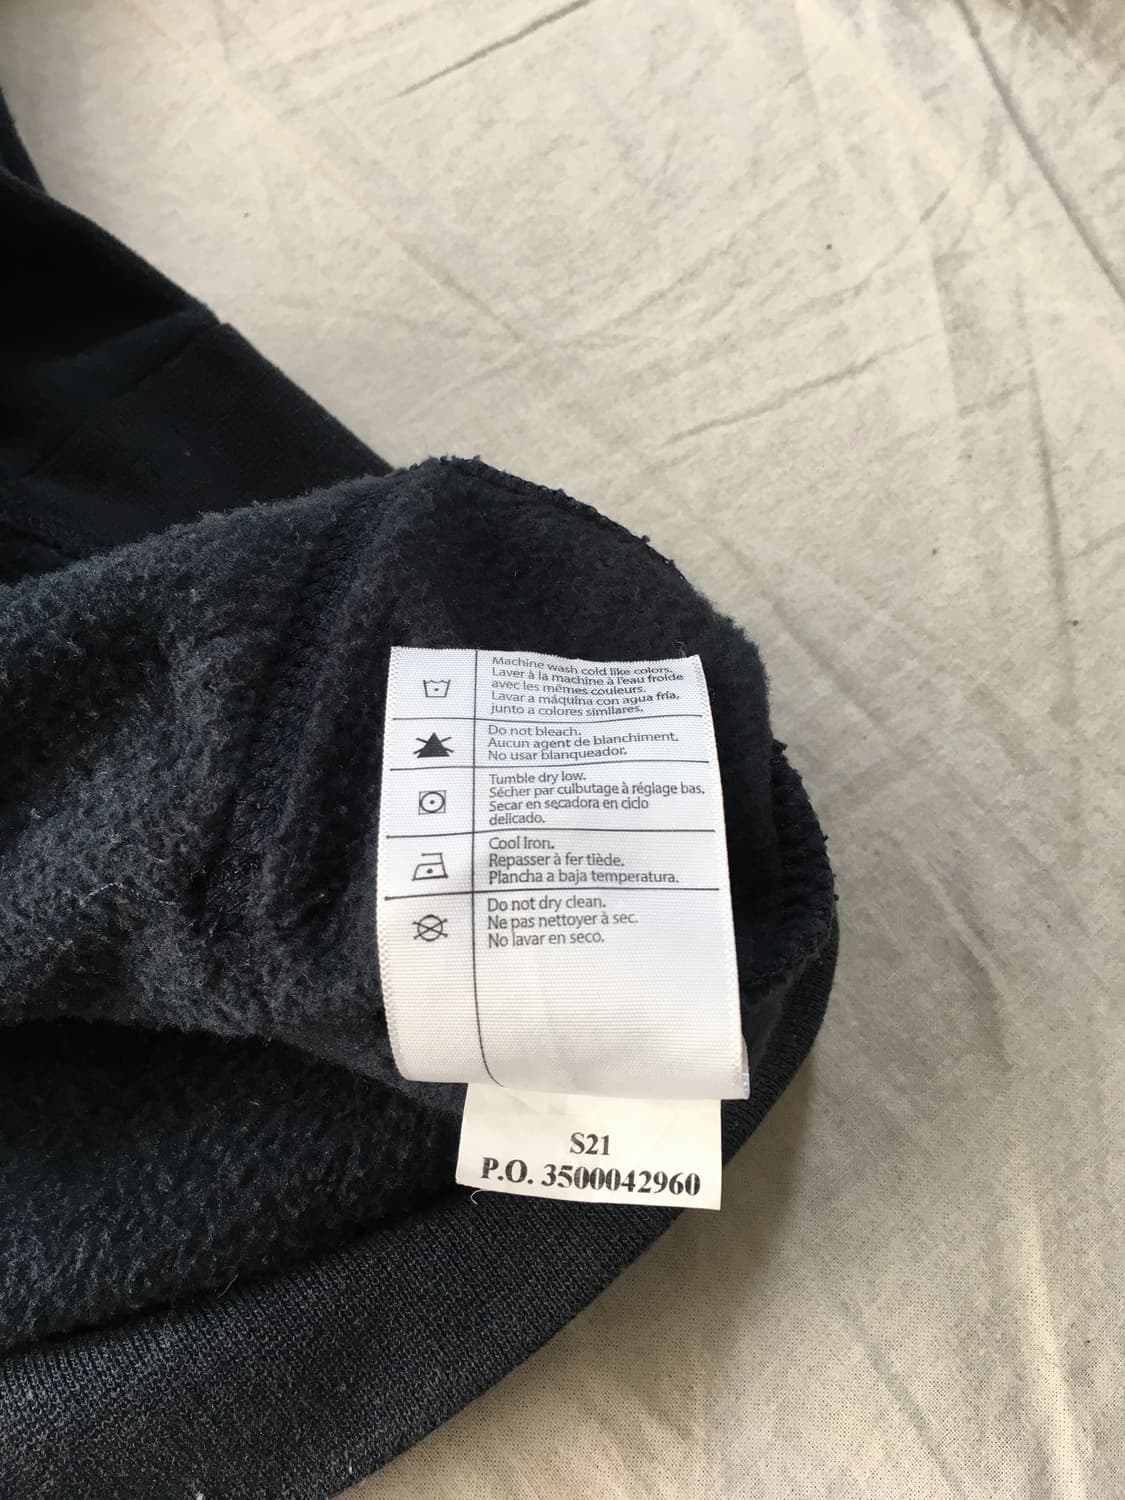 Machine wash cold like colors.
Laver à la machine à l'eau froide
avec les mêmes couleurs.
Lavar a máquina con agua fría,
junto a colores similares.
Do not bleach.
Aucun agent de blanchiment.
No usar blanqueador.
Tumble dry low.
Sécher par culbutage à réglage bas.
Secar en secadora en ciclo
delicado.
Cool Iron.
Repasser à fer tiède.
Plancha a baja temperatura.
Do not dry clean.
Ne pas nettoyer à sec.
No lavar en seco.
S21
P.O. 3500042960